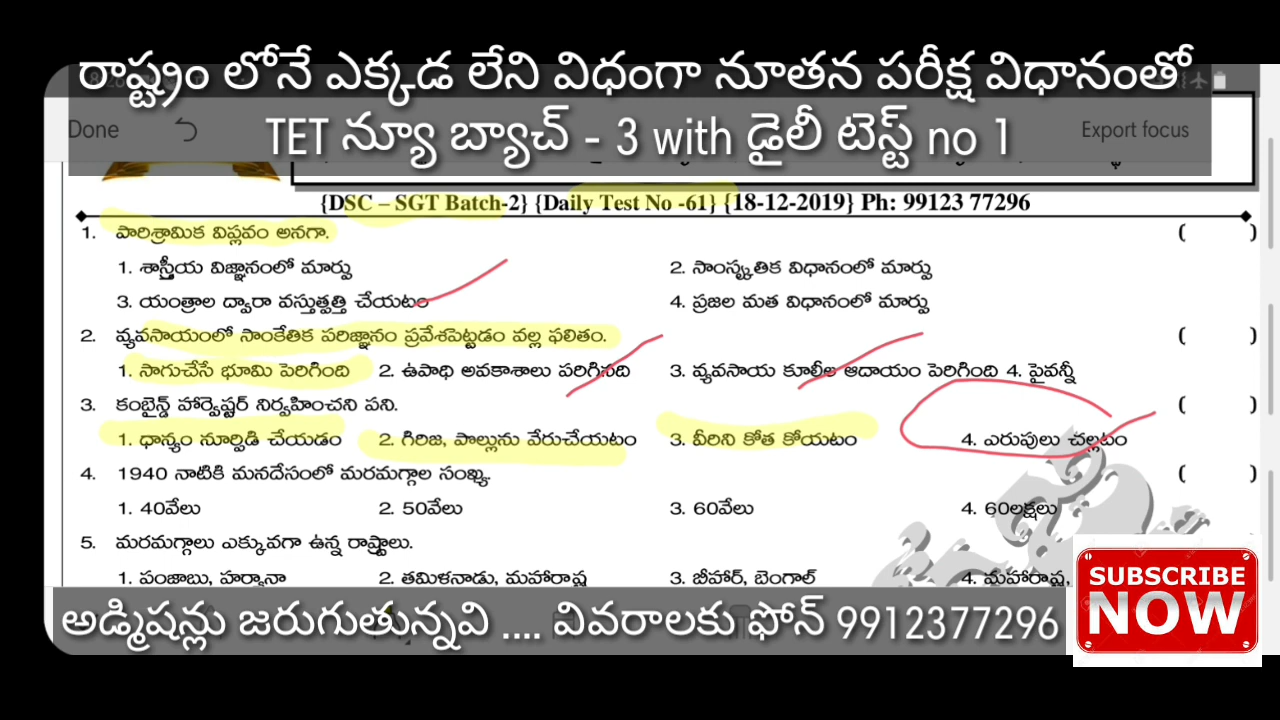 రాష్ట్రం లోనే ఎక్కడ లేని విధంగా నూతన పరీక్ష విధానంతో
Done
Export focus
TET న్యూ బ్యాచ్ - 3 with డైలీ టెస్ట్ no 1
{DSC – SGT Batch-2} {Daily Test No -61} {18-12-2019} Ph: 99123 77296
1. పారిశ్రామిక విప్లవం అనగా. ( )
1. శాస్త్రీయ విజ్ఞానంలో మార్పు 2. సాంస్కృతిక విధానంలో మార్పు
3. యంత్రాల ద్వారా వస్తుత్పత్తి చేయటం 4. ప్రజల మత విధానంలో మార్పు
2. వ్యవసాయంలో సాంకేతిక పరిజ్ఞానం ప్రవేశపెట్టడం వల్ల ఫలితం. ( )
1. సాగుచేసే భూమి పెరిగింది 2. ఉపాధి అవకాశాలు పరిగినది 3. వ్యవసాయ కూలీల ఆదాయం పెరిగింది 4. పైవన్నీ
3. కంబైన్డ్ హార్వెష్టర్ నిర్వహించని పని. ( )
1. ధాన్యం నూర్పిడి చేయడం 2. గిరిజ, పొల్లును వేరుచేయటం 3. వీరిని కోత కోయటం 4. ఎరుపులు చల్లటం
4. 1940 నాటికి మనదేసంలో మరమగ్గాల సంఖ్య. ( )
1. 40వేలు 2. 50వేలు 3. 60వేలు 4. 60లక్షలు
5. మరమగ్గాలు ఎక్కువగా ఉన్న రాష్ట్రాలు.
1. పంజాబు, హర్యానా 2. తమిళనాడు, మహారాష్ట్ర 3. బీహార్, బెంగాల్ 4. మహారాష్ట్ర,
అడ్మిషన్లు జరుగుతున్నవి .... వివరాలకు ఫోన్ 9912377296
SUBSCRIBE
NOW